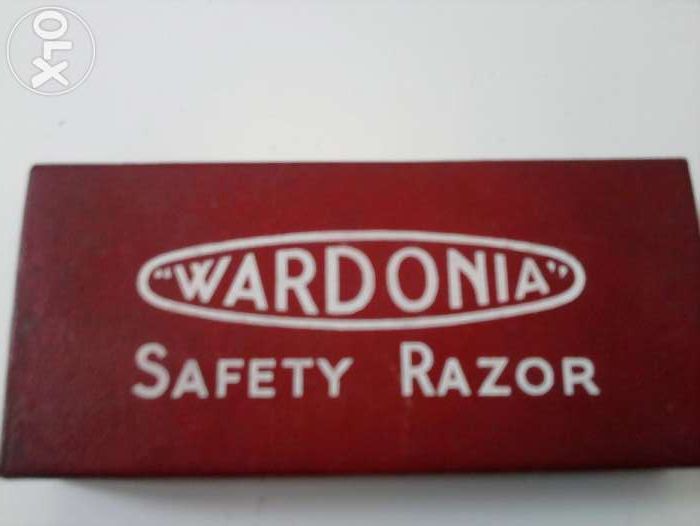 OLX
"WARDONIA"
SAFETY RAZOR